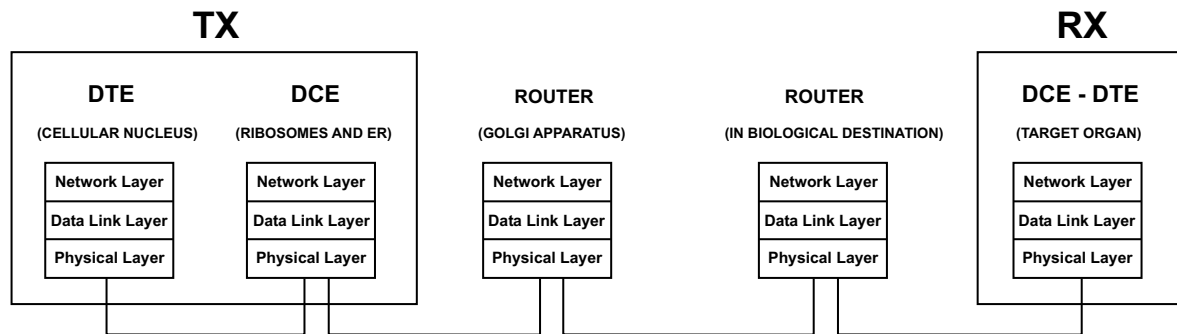 TX
RX
DTE
DCE
ROUTER
ROUTER
DCE - DTE
(CELLULAR NUCLEUS)
(RIBOSOMES AND ER)
(GOLGI APPARATUS)
(IN BIOLOGICAL DESTINATION)
(TARGET ORGAN)
Network Layer
Network Layer
Network Layer
Network Layer
Network Layer
Data Link Layer
Data Link Layer
Data Link Layer
Data Link Layer
Data Link Layer
Physical Layer
Physical Layer
Physical Layer
Physical Layer
Physical Layer